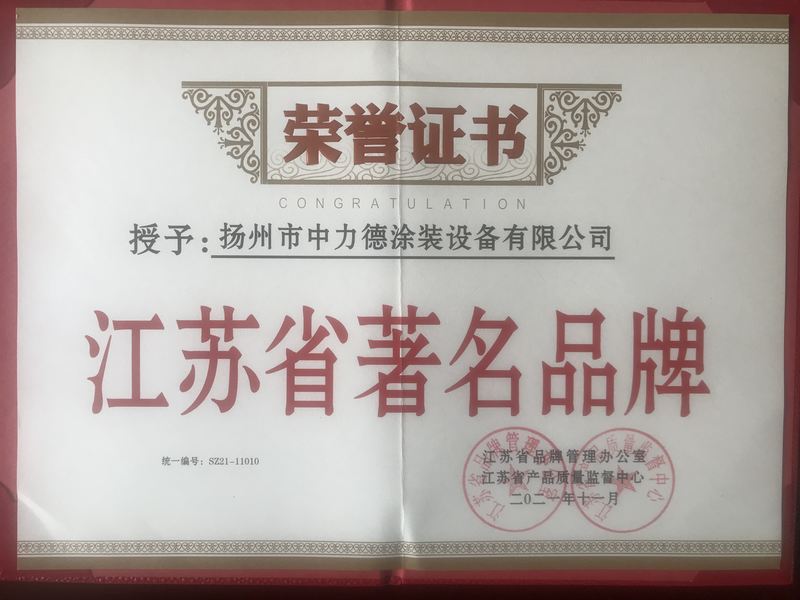 荣誉证书
CONGRATULATION
授予：扬州市中力德涂装设备有限公司
江苏省著名品牌
统一编号：SZ21-11010
江苏省品牌管理办公室
江苏省产品质量监督中心
二〇二一年十一月